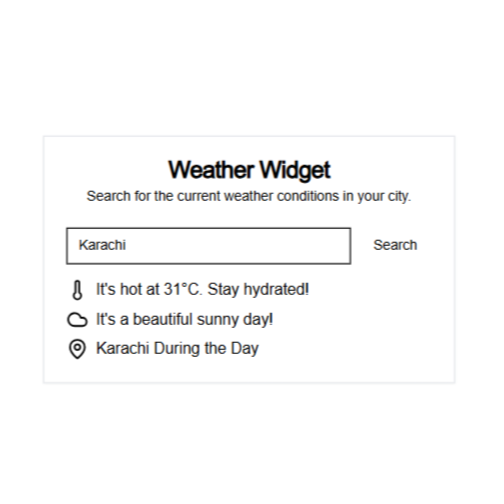 Weather Widget
Search for the current weather conditions in your city.
Karachi
Search
It's hot at 31°C. Stay hydrated!
It's a beautiful sunny day!
Karachi During the Day